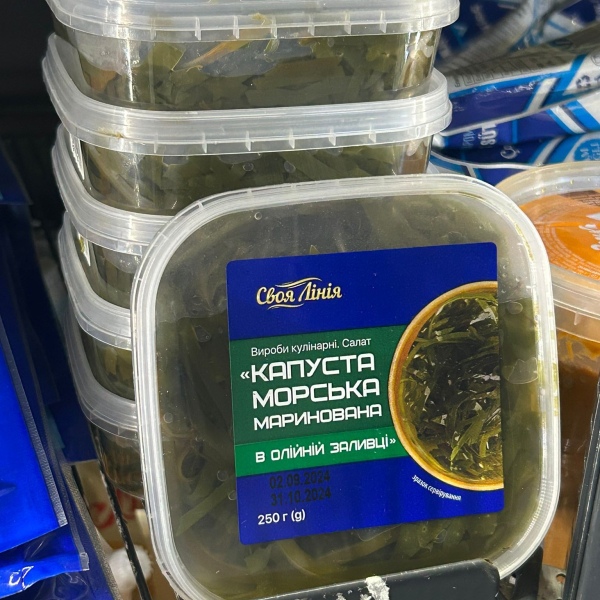 Своя Лінія
Вироби кулінарні. Салат
«КАПУСТА
МОРСЬКА
МАРИНОВАНА
В ОЛІЙНІЙ ЗАЛИВЦІ»
02.09.2024
31.10.2024
зразок сервірування
250 г (g)